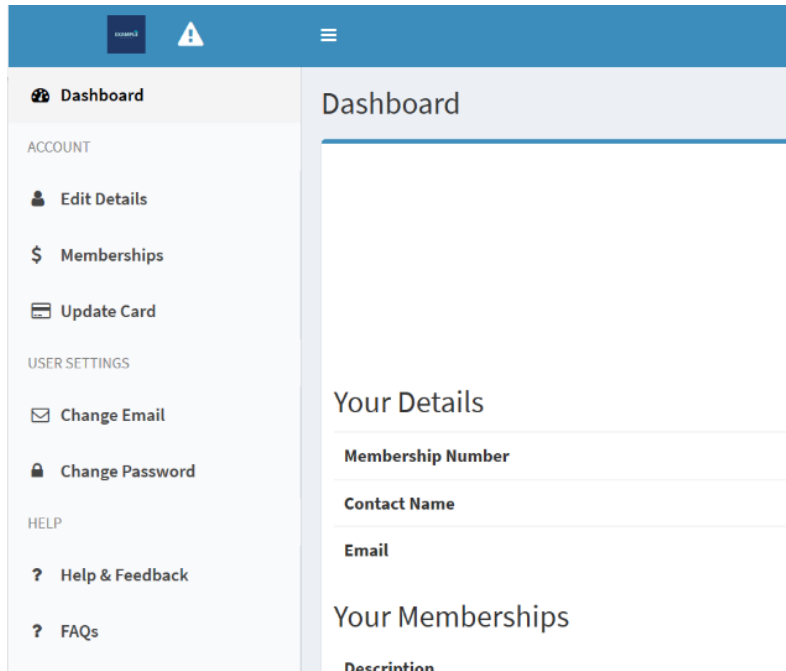 EXAMPLE
Dashboard
ACCOUNT
Edit Details
Memberships
Update Card
USER SETTINGS
Change Email
Change Password
HELP
? Help & Feedback
? FAQs
Dashboard
Your Details
Membership Number
Contact Name
Email
Your Memberships
Description